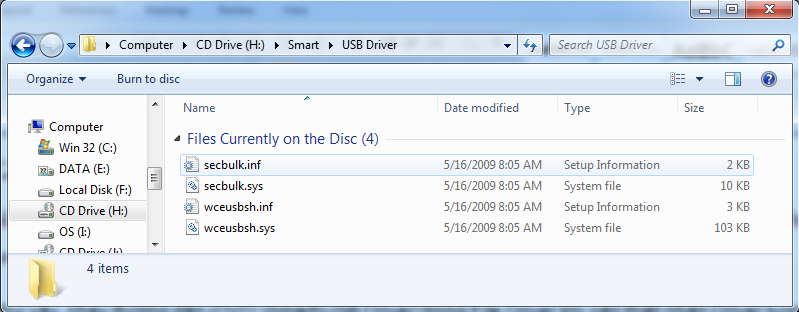 Computer CD Drive (H:) Smart USB Driver Search USB Driver
Organize Burn to disc
Name Date modified Type Size
Computer
Win 32 (C:)
DATA (E:)
Local Disk (F:)
CD Drive (H:)
OS (I:)
Files Currently on the Disc (4)
secbulk.inf 5/16/2009 8:05 AM Setup Information 2 KB
secbulk.sys 5/16/2009 8:05 AM System file 10 KB
wceusbsh.inf 5/16/2009 8:05 AM Setup Information 3 KB
wceusbsh.sys 5/16/2009 8:05 AM System file 103 KB
4 items